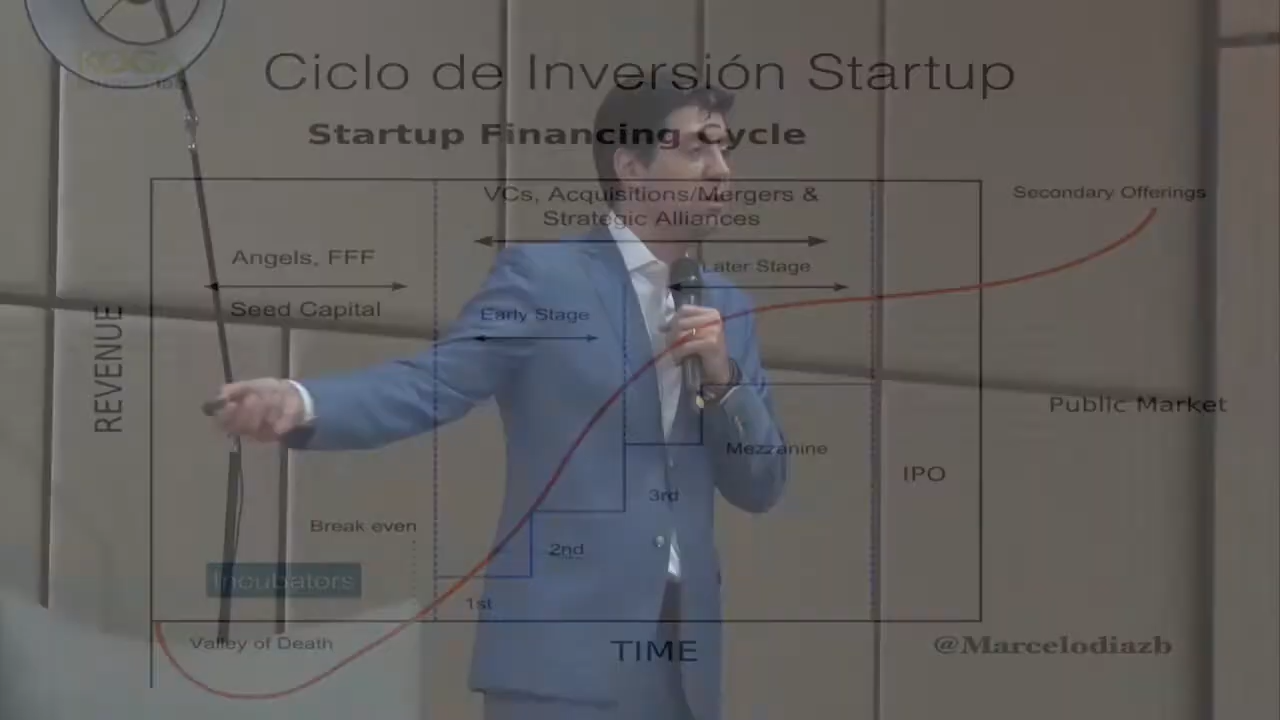 KOGA
Ciclo de Inversión Startup
Startup Financing Cycle
VCs, Acquisitions/Mergers &
Strategic Alliances
Secondary Offerings
Angels, FFF
Later Stage
Seed Capital
Early Stage
REVENUE
Public Market
Mezzanine
IPO
3rd
Break even
2nd
Incubators
1st
Valley of Death
TIME
@Marcelodiazb